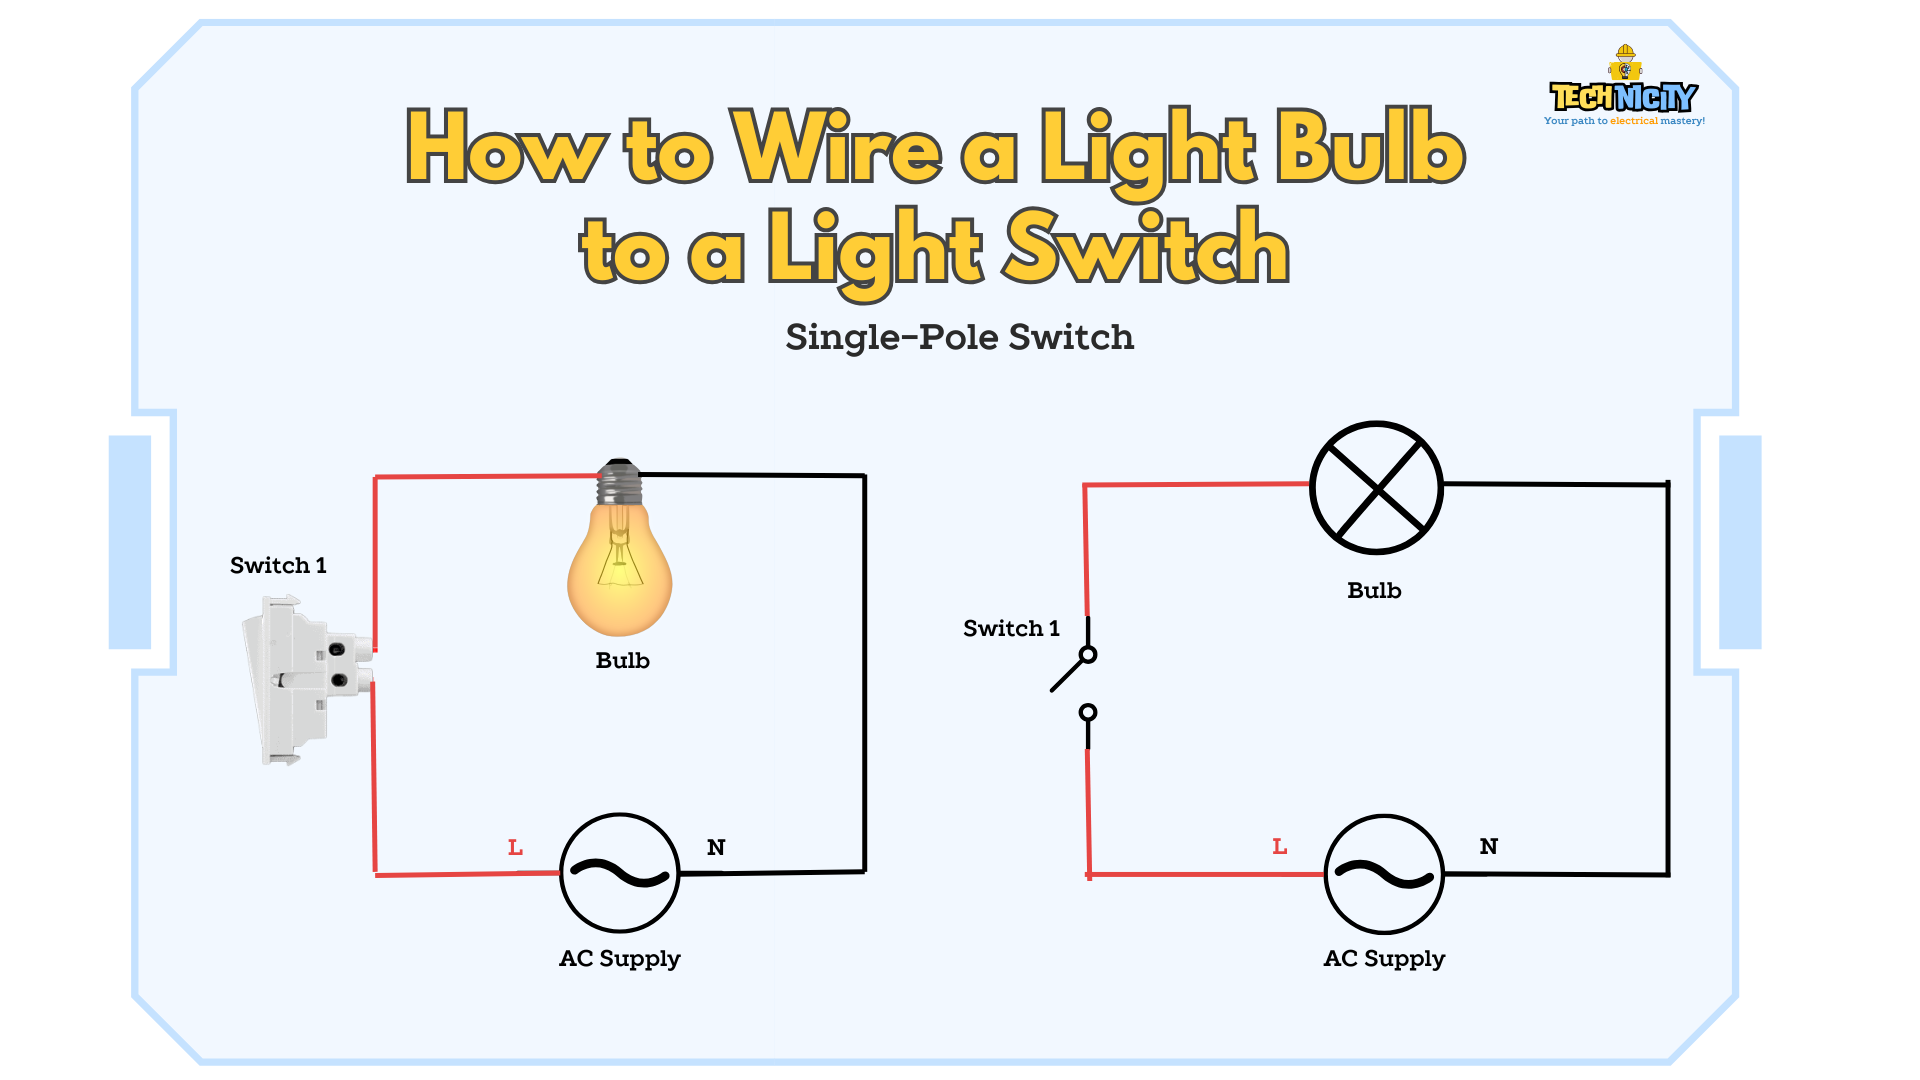 TECHNICITY
Your path to electrical mastery!
How to Wire a Light Bulb
to a Light Switch
Single-Pole Switch
Switch 1
Bulb
L
N
AC Supply
Bulb
Switch 1
L
N
AC Supply